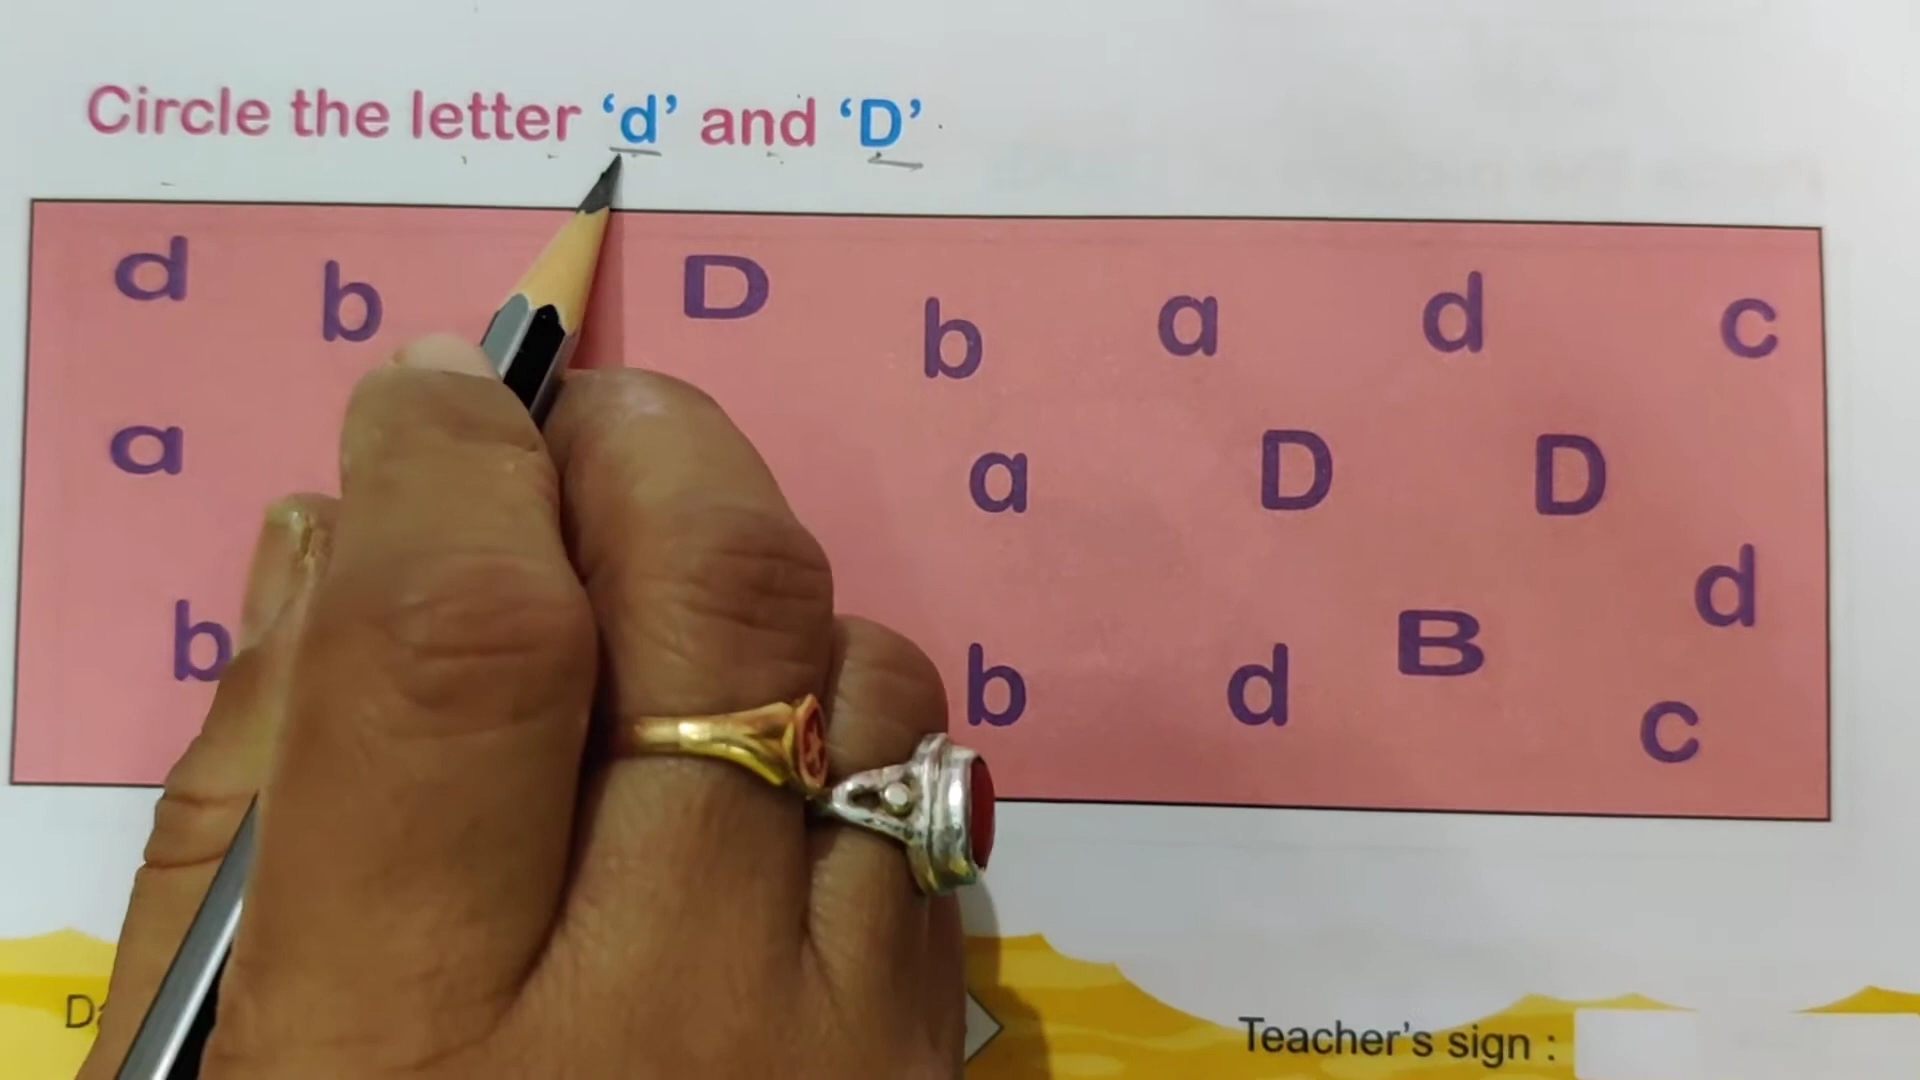 Circle the letter ‘d’ and ‘D’
d b D b a d c
a a D D
b b d B d
c
Teacher's sign :